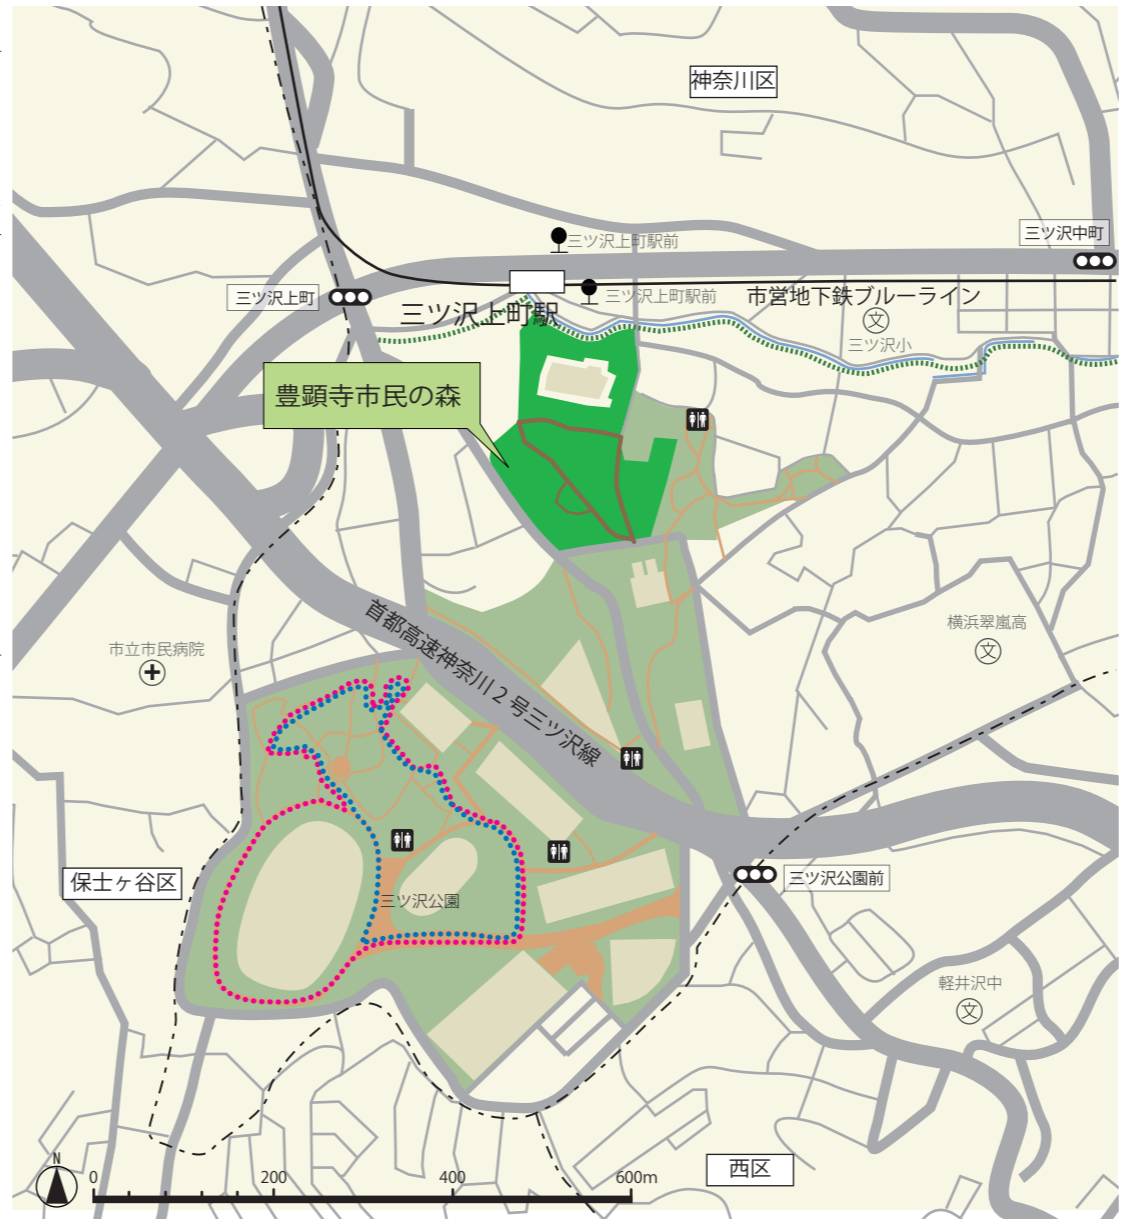 神奈川区
三ツ沢中町
三ツ沢上町駅前
三ツ沢上町
三ツ沢上町駅前
市営地下鉄ブルーライン
三ツ沢上町駅
文
三ツ沢小
豊顕寺市民の森
首都高速神奈川2号三ツ沢線
横浜翠嵐高
文
市立市民病院
保士ヶ谷区
三ツ沢公園前
三ツ沢公園
軽井沢中
文
西区
N
0
200
400
600m